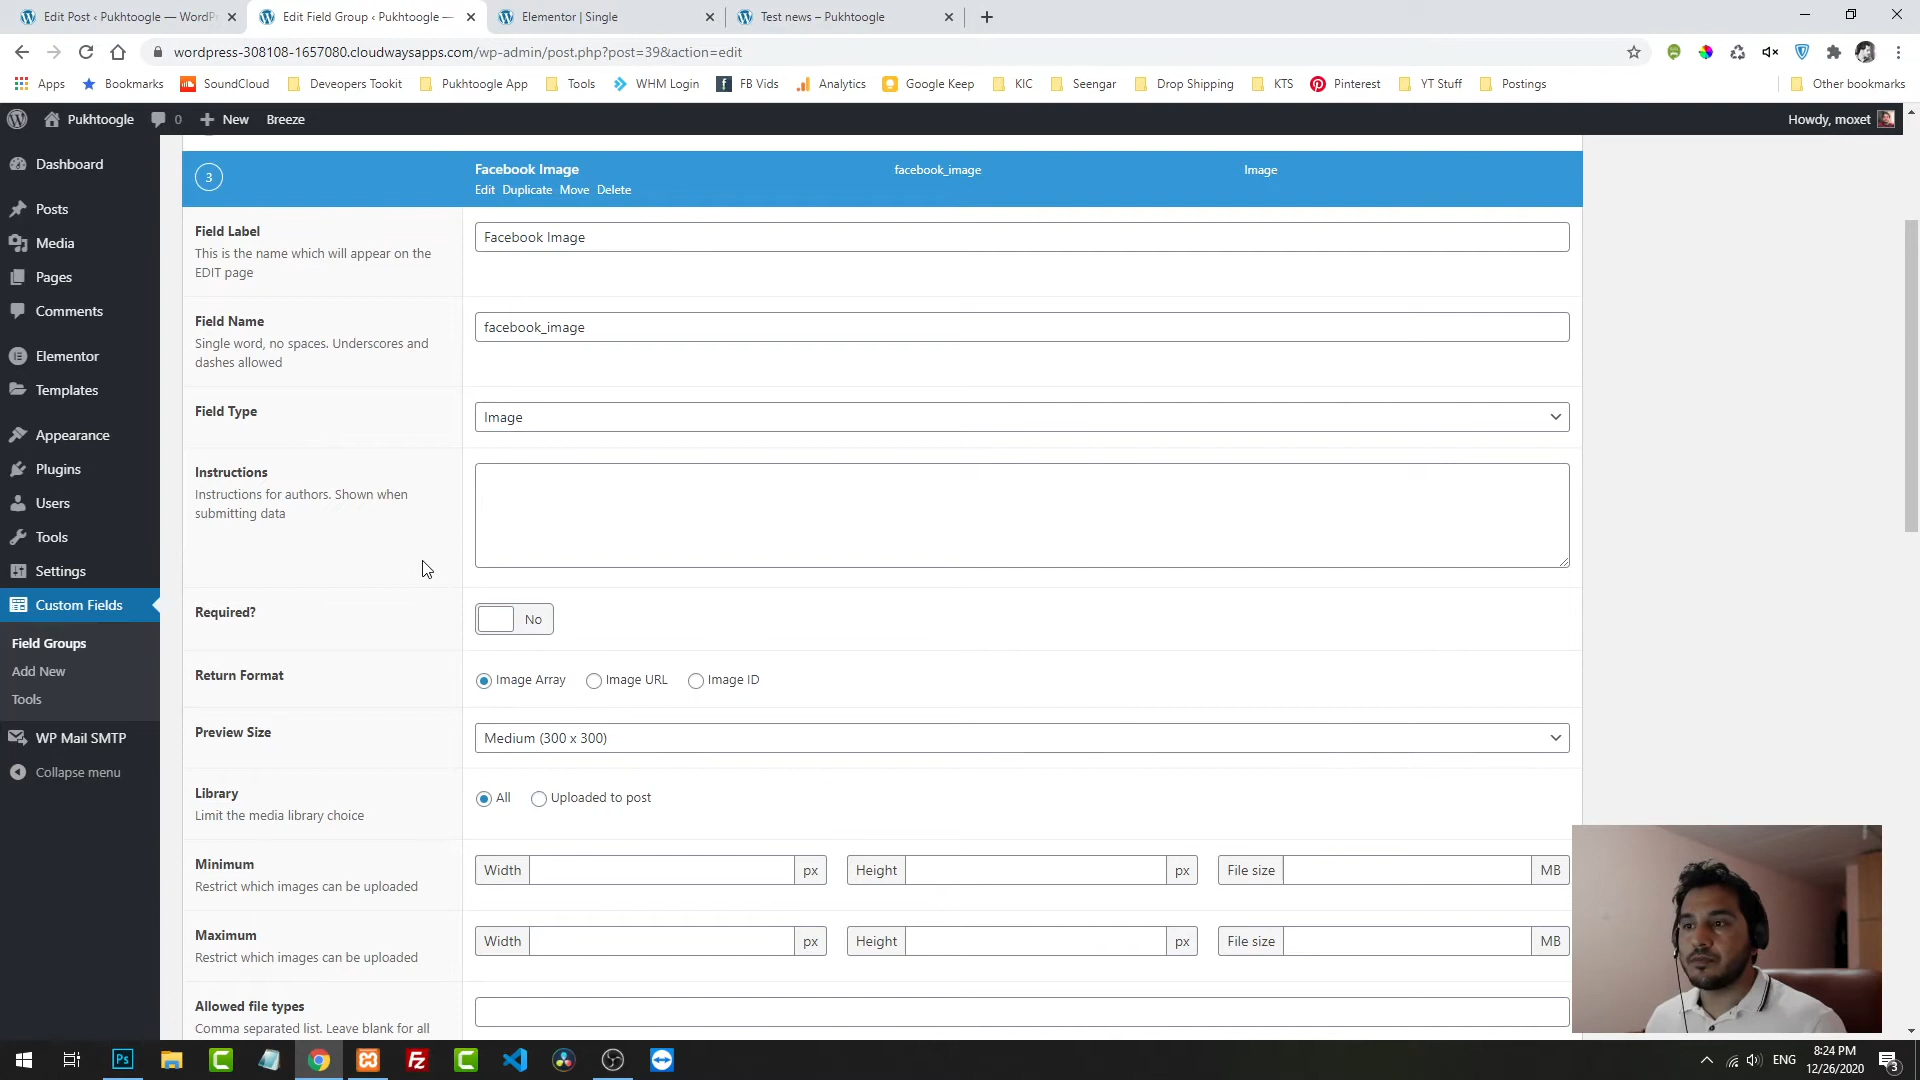 Edit Post ‹ Pukhtoogle — WordPr
Edit Field Group ‹ Pukhtoogle —
Elementor | Single
Test news – Pukhtoogle
wordpress-308108-1657080.cloudwaysapps.com/wp-admin/post.php?post=39&action=edit
Apps
Bookmarks
SoundCloud
Deveopers Tookit
Pukhtoogle App
Tools
WHM Login
FB Vids
Analytics
Google Keep
KIC
Seengar
Drop Shipping
KTS
Pinterest
YT Stuff
Postings
Other bookmarks
Pukhtoogle
0
New
Breeze
Howdy, moxet
Dashboard
Posts
Media
Pages
Comments
Elementor
Templates
Appearance
Plugins
Users
Tools
Settings
Custom Fields
Field Groups
Add New
Tools
WP Mail SMTP
Collapse menu
3
Facebook Image
facebook_image
Image
Edit Duplicate Move Delete
Field Label
This is the name which will appear on the
EDIT page
Facebook Image
Field Name
Single word, no spaces. Underscores and
dashes allowed
facebook_image
Field Type
Image
Instructions
Instructions for authors. Shown when
submitting data
Required?
No
Return Format
Image Array
Image URL
Image ID
Preview Size
Medium (300 x 300)
Library
Limit the media library choice
All
Uploaded to post
Minimum
Restrict which images can be uploaded
Width px
Height px
File size MB
Maximum
Restrict which images can be uploaded
Width px
Height px
File size MB
Allowed file types
Comma separated list. Leave blank for all
Ps
Fz
ENG
8:24 PM
12/26/2020
3